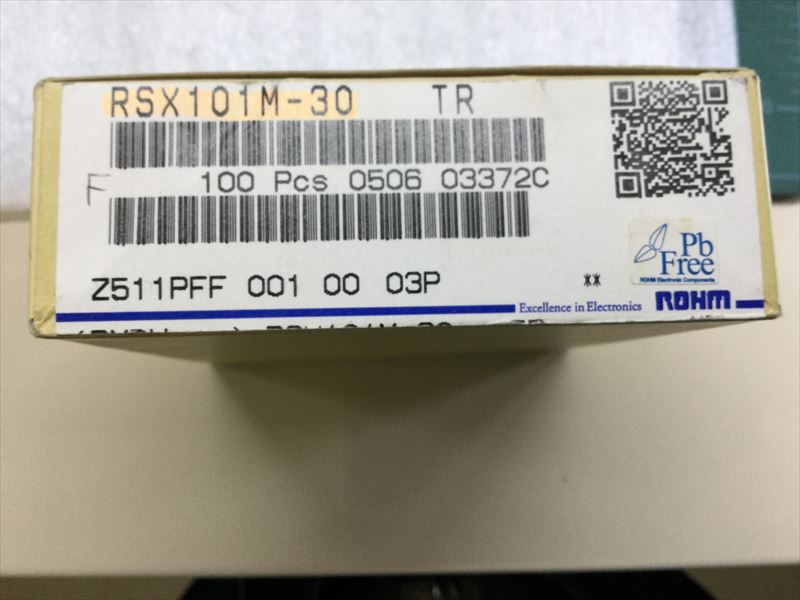 RSX101M-30 TR
F 100 Pcs 0506 03372C
Pb
Free
ROHM Electronic Components
Z511PFF 001 00 03P **
Excellence in Electronics ROHM